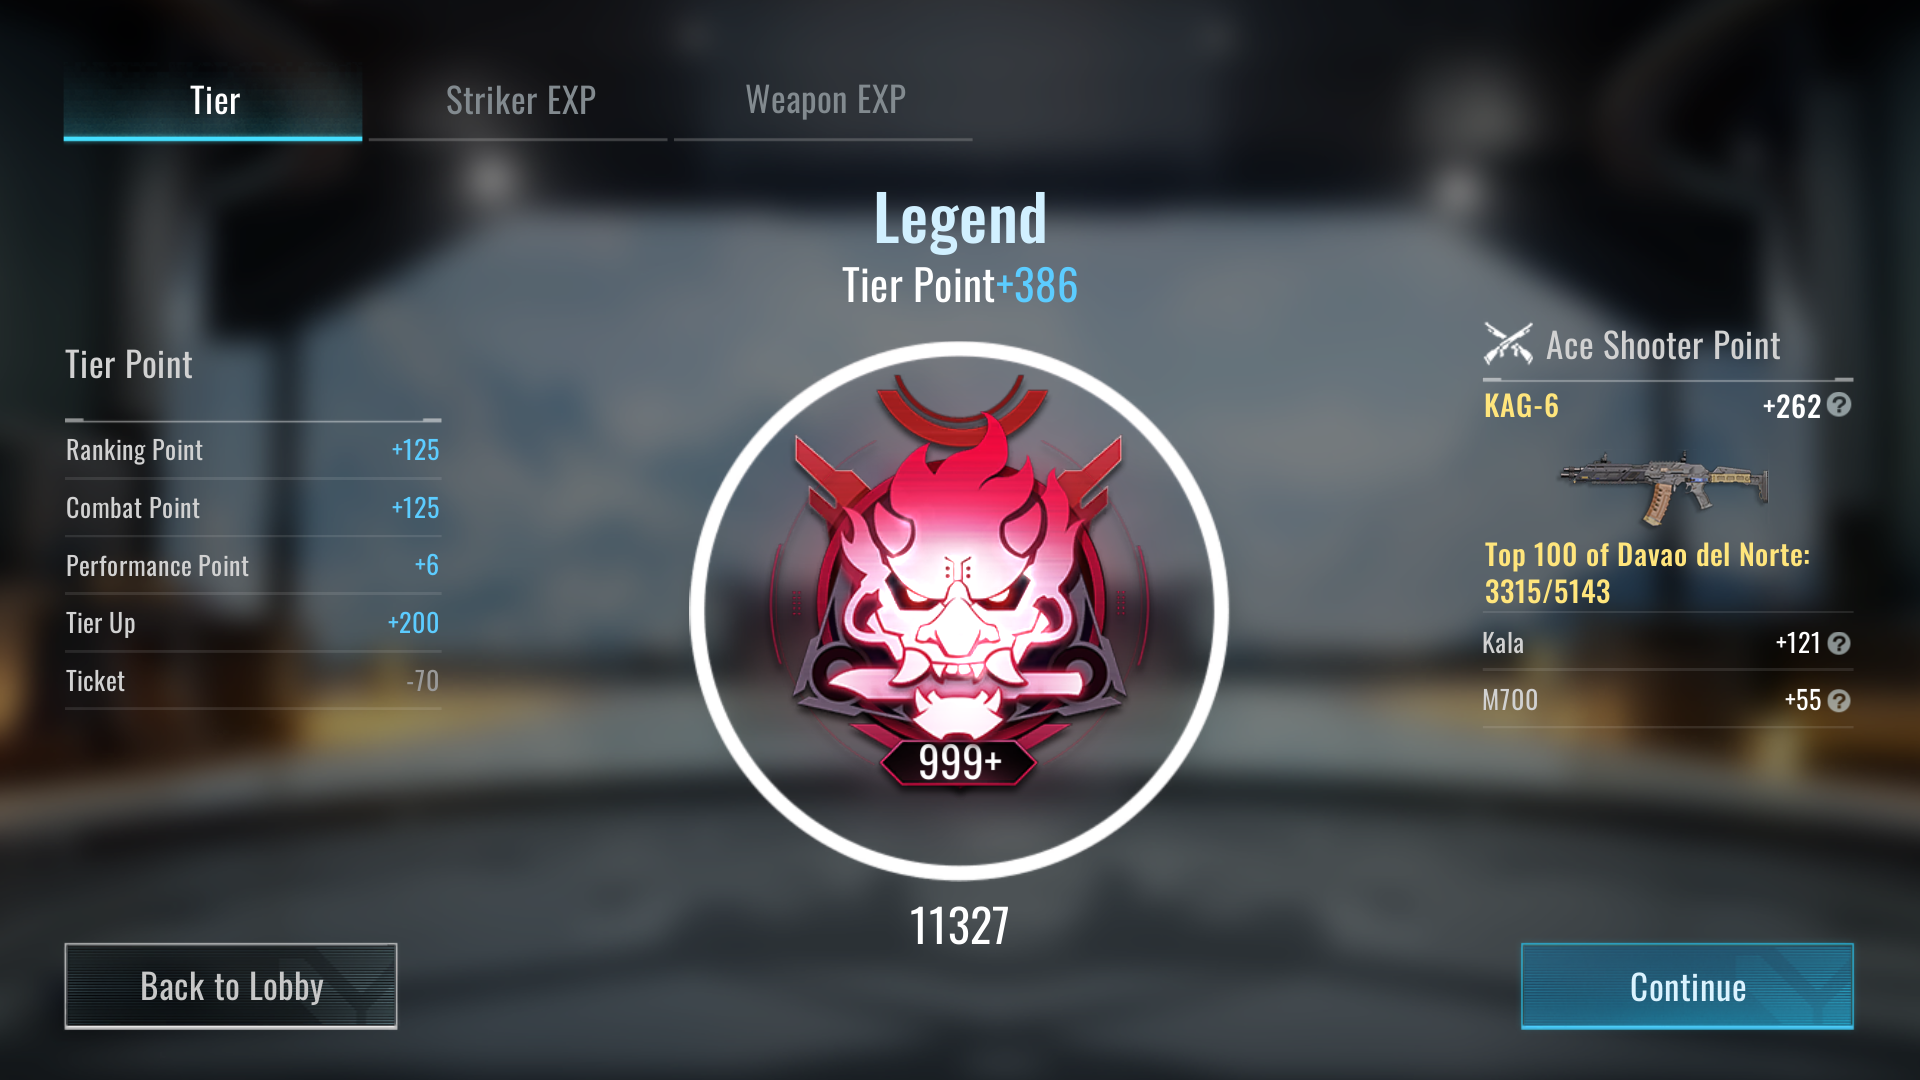 Tier
Striker EXP
Weapon EXP
Legend
Tier Point+386
Tier Point
Ranking Point +125
Combat Point +125
Performance Point +6
Tier Up +200
Ticket -70
999+
11327
Ace Shooter Point
KAG-6 +262 ?
Top 100 of Davao del Norte:
3315/5143
Kala +121 ?
M700 +55 ?
Back to Lobby
Continue